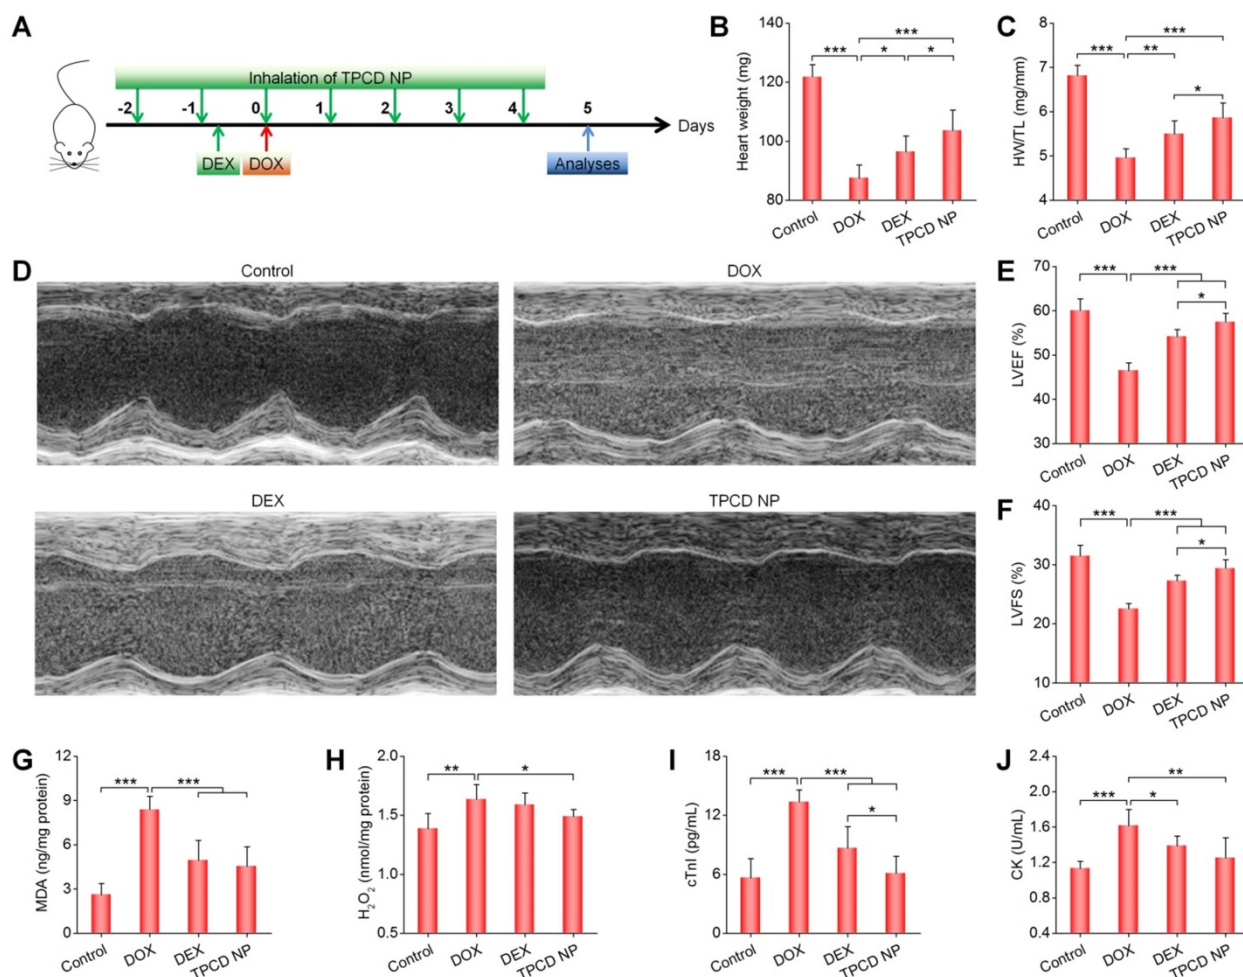 A
Inhalation of TPCD NP
-2 -1 0 1 2 3 4 5
Days
DEX DOX Analyses
B
Heart weight (mg)
140
120
100
80
*** * *
***
Control DOX DEX TPCD NP
C
HW/TL (mg/mm)
8
7
6
5
4
***
*** **
*
Control DOX DEX TPCD NP
D
Control
DOX
DEX
TPCD NP
E
LVEF (%)
70
60
50
40
30
*** ***
*
Control DOX DEX TPCD NP
F
LVFS (%)
40
30
20
10
*** ***
*
Control DOX DEX TPCD NP
G
MDA (ng/mg protein)
12
9
6
3
0
*** ***
Control DOX DEX TPCD NP
H
H₂O₂ (nmol/mg protein)
2.0
1.5
1.0
0.5
** *
Control DOX DEX TPCD NP
I
cTnI (pg/mL)
18
12
6
0
*** ***
*
Control DOX DEX TPCD NP
J
CK (U/mL)
2.4
2.0
1.6
1.2
0.8
0.4
**
*** *
Control DOX DEX TPCD NP